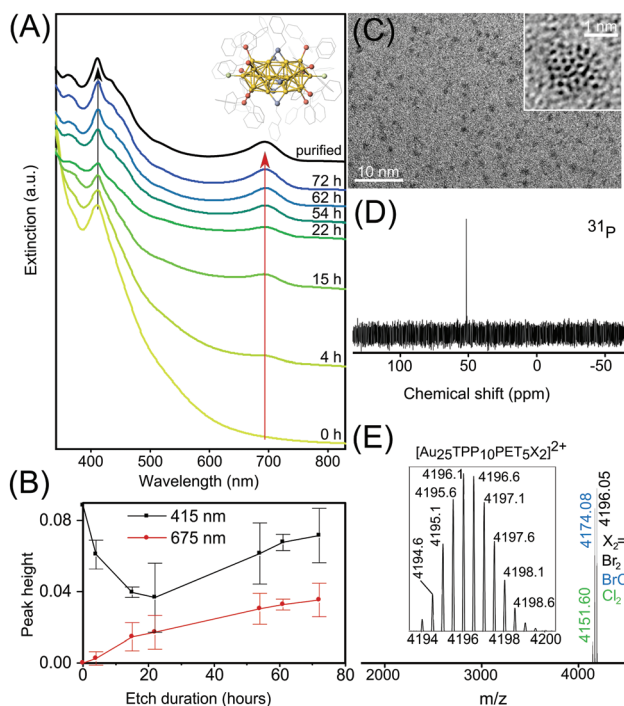 (A)
purified
72 h
62 h
54 h
22 h
15 h
4 h
0 h
Extinction (a.u.)
400 500 600 700 800
Wavelength (nm)
(B)
415 nm
675 nm
0.08
0.04
0.00
Peak height
0 20 40 60 80
Etch duration (hours)
(C)
1 nm
10 nm
(D)
31P
100 50 0 -50
Chemical shift (ppm)
(E)
[Au25TPP10PET5X2]2+
4194.6
4195.1
4195.6
4196.1
4196.6
4197.1
4197.6
4198.1
4198.6
4194 4196 4198 4200
4151.60
4174.08
4196.05
X2=
Br2
BrC
Cl2
2000 3000 4000
m/z